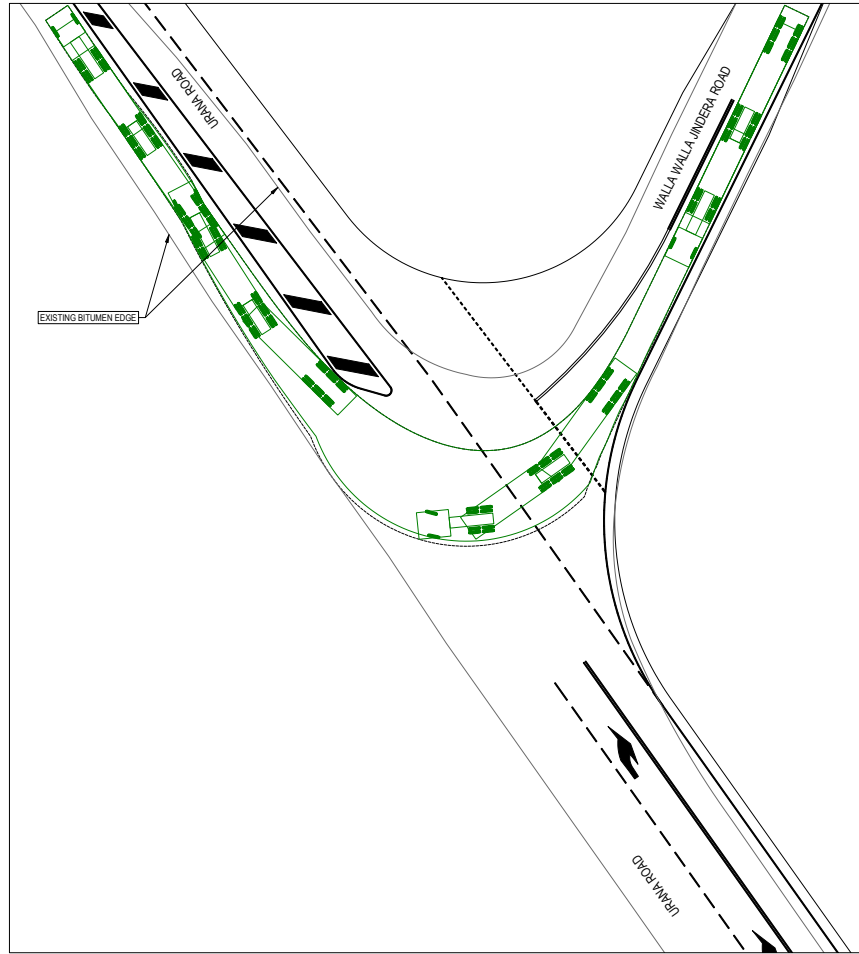 URANA ROAD
WALLA WALLA JINDERA ROAD
EXISTING BITUMEN EDGE
URANA ROAD